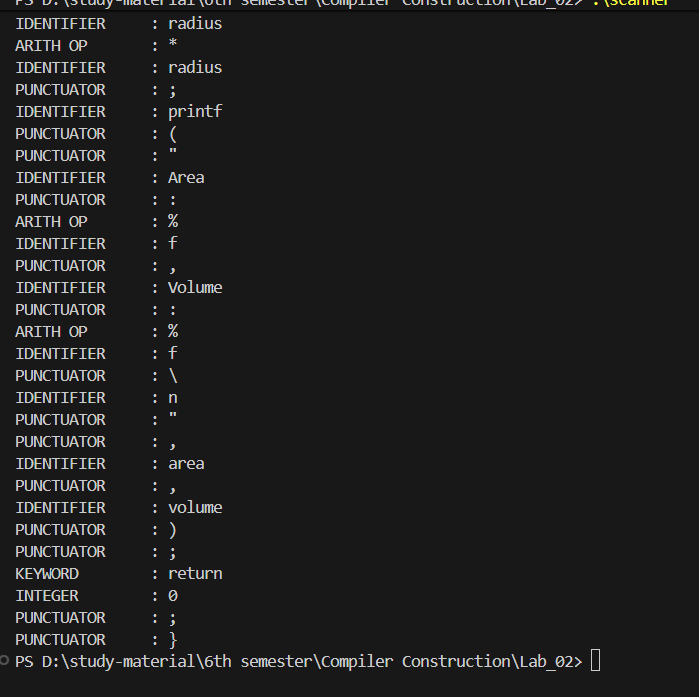 PS D:\study-material\6th semester\Compiler Construction\Lab_02> .\scanner
IDENTIFIER     : radius
ARITH OP       : *
IDENTIFIER     : radius
PUNCTUATOR     : ;
IDENTIFIER     : printf
PUNCTUATOR     : (
PUNCTUATOR     : "
IDENTIFIER     : Area
PUNCTUATOR     : :
ARITH OP       : %
IDENTIFIER     : f
PUNCTUATOR     : ,
IDENTIFIER     : Volume
PUNCTUATOR     : :
ARITH OP       : %
IDENTIFIER     : f
PUNCTUATOR     : \
IDENTIFIER     : n
PUNCTUATOR     : "
PUNCTUATOR     : ,
IDENTIFIER     : area
PUNCTUATOR     : ,
IDENTIFIER     : volume
PUNCTUATOR     : )
PUNCTUATOR     : ;
KEYWORD        : return
INTEGER        : 0
PUNCTUATOR     : ;
PUNCTUATOR     : }
PS D:\study-material\6th semester\Compiler Construction\Lab_02>